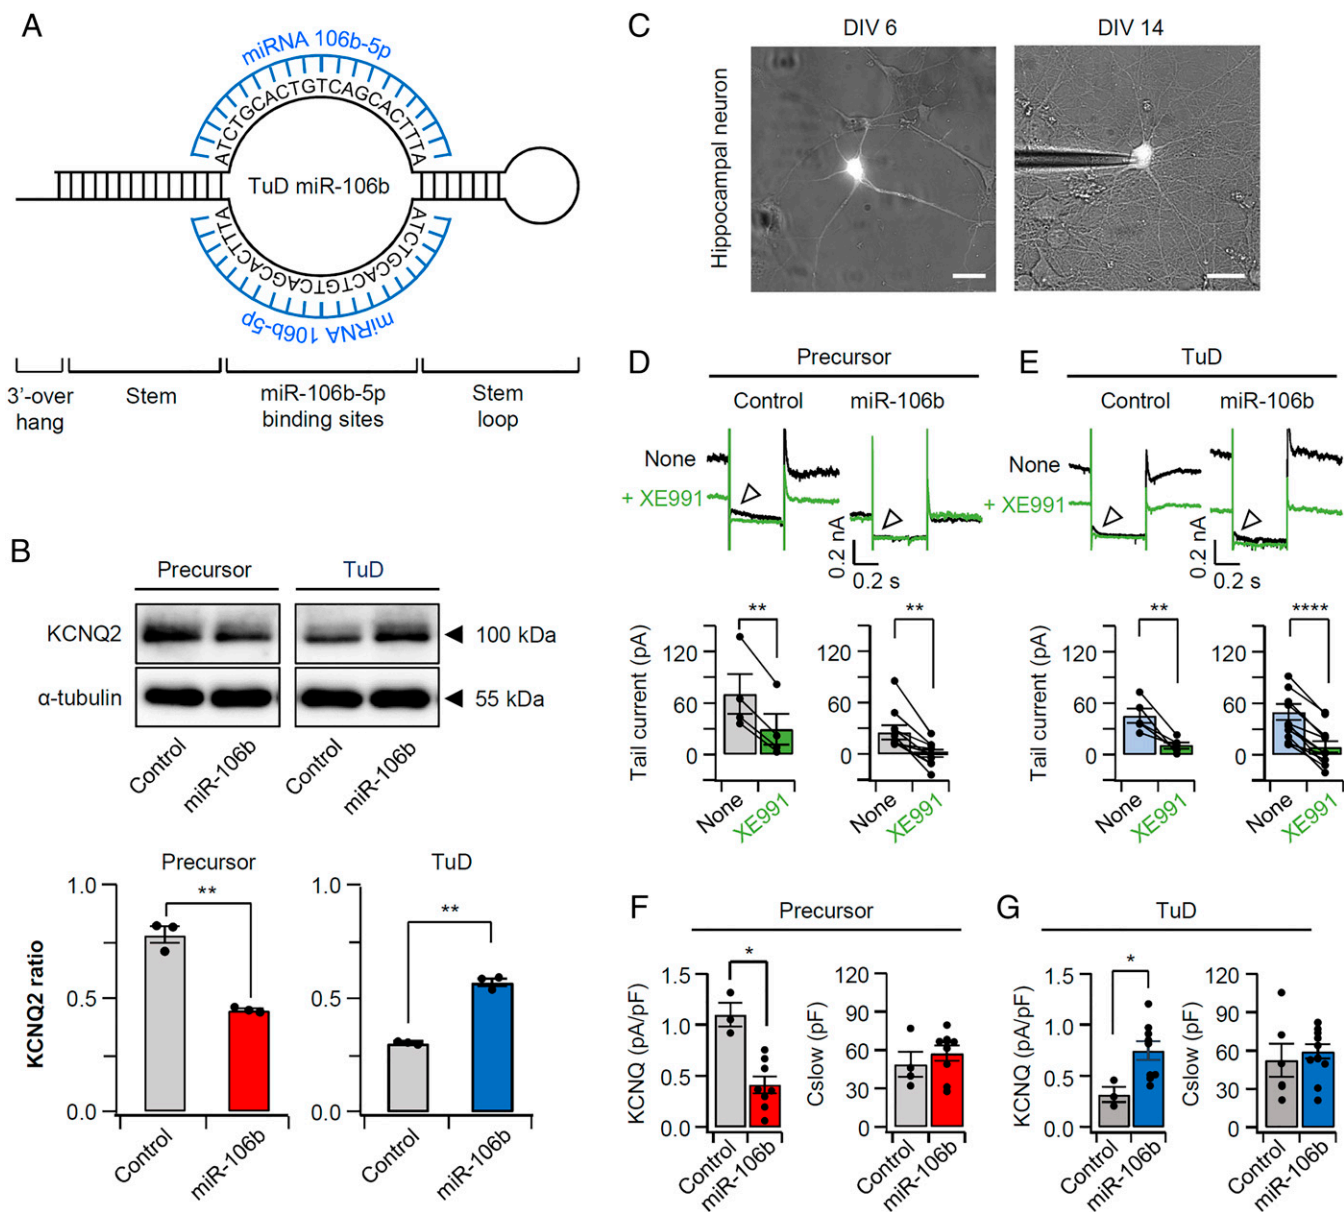 A
miRNA 106b-5p
ATCTGCACTGTCAGCACTTTA
TuD miR-106b
ATCTGCACTGTCAGCACTTTA
miRNA 106b-5p
3'-over
hang
Stem
miR-106b-5p
binding sites
Stem
loop
B
Precursor
TuD
KCNQ2
100 kDa
α-tubulin
55 kDa
Control
miR-106b
Control
miR-106b
Precursor
TuD
KCNQ2 ratio
1.0
0.5
0.0
**
Control
miR-106b
1.0
0.5
0.0
**
Control
miR-106b
C
DIV 6
DIV 14
Hippocampal neuron
D
Precursor
Control
miR-106b
None
+ XE991
0.2 nA
0.2 s
Tail current (pA)
120
60
0
**
None
XE991
120
60
0
**
None
XE991
E
TuD
Control
miR-106b
None
+ XE991
0.2 nA
0.2 s
Tail current (pA)
120
60
0
**
None
XE991
120
60
0
****
None
XE991
F
Precursor
KCNQ (pA/pF)
1.5
1.0
0.5
0.0
*
Control
miR-106b
Cslow (pF)
120
90
60
30
0
Control
miR-106b
G
TuD
KCNQ (pA/pF)
1.5
1.0
0.5
0.0
*
Control
miR-106b
Cslow (pF)
120
90
60
30
0
Control
miR-106b